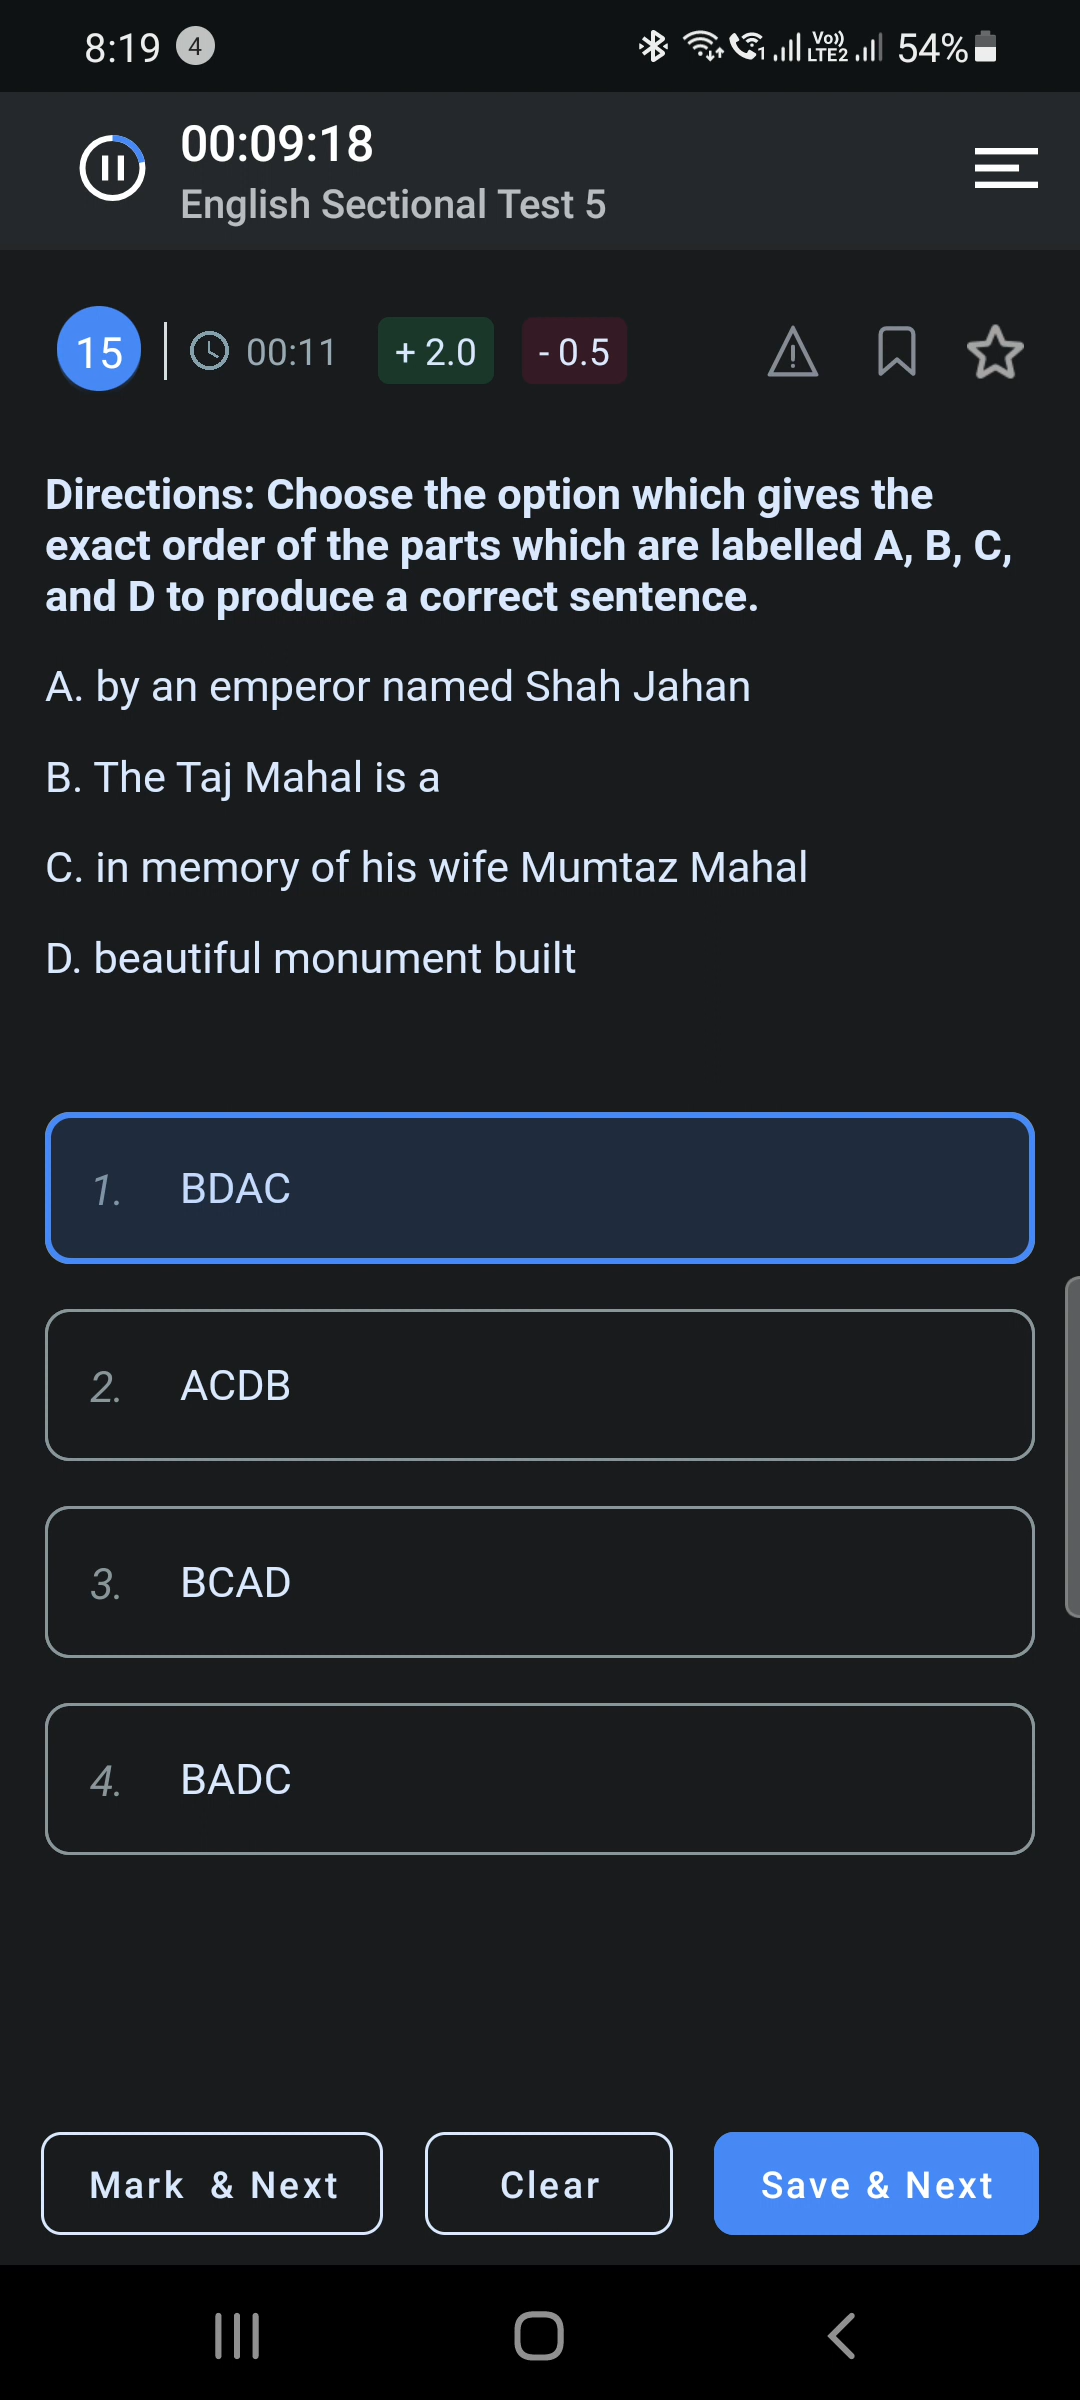 8:19 4 1 Vo)) LTE2 54%
00:09:18
English Sectional Test 5
15 00:11 + 2.0 - 0.5
Directions: Choose the option which gives the
exact order of the parts which are labelled A, B, C,
and D to produce a correct sentence.
A. by an emperor named Shah Jahan
B. The Taj Mahal is a
C. in memory of his wife Mumtaz Mahal
D. beautiful monument built
1. BDAC
2. ACDB
3. BCAD
4. BADC
Mark & Next Clear Save & Next